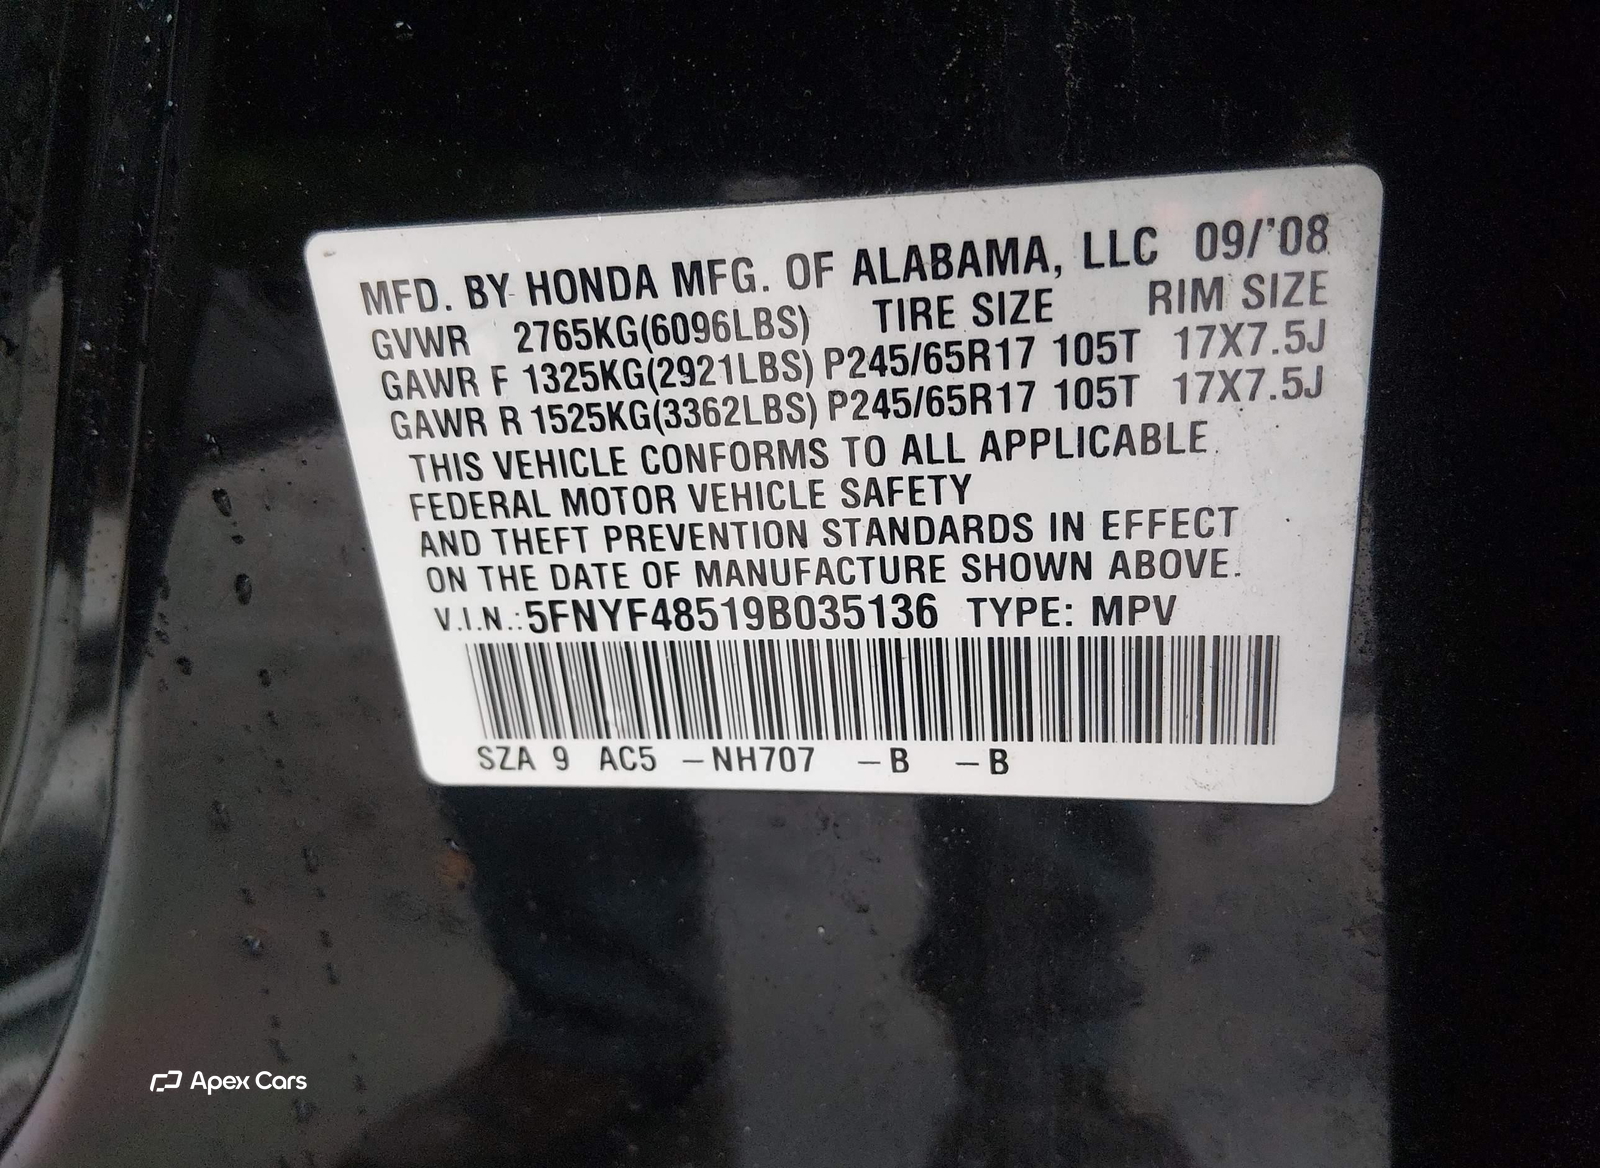 MFD. BY HONDA MFG. OF ALABAMA, LLC 09/'08
GVWR 2765KG(6096LBS) TIRE SIZE RIM SIZE
GAWR F 1325KG(2921LBS) P245/65R17 105T 17X7.5J
GAWR R 1525KG(3362LBS) P245/65R17 105T 17X7.5J
THIS VEHICLE CONFORMS TO ALL APPLICABLE
FEDERAL MOTOR VEHICLE SAFETY
AND THEFT PREVENTION STANDARDS IN EFFECT
ON THE DATE OF MANUFACTURE SHOWN ABOVE.
V.I.N.:5FNYF48519B035136 TYPE: MPV
SZA 9 AC5 –NH707 –B –B
Apex Cars